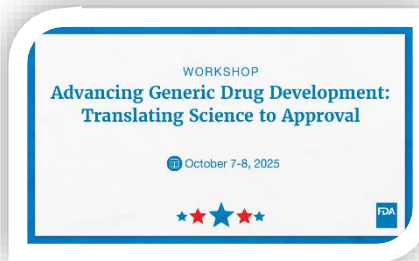 WORKSHOP
Advancing Generic Drug Development:
Translating Science to Approval
October 7-8, 2025
FDA